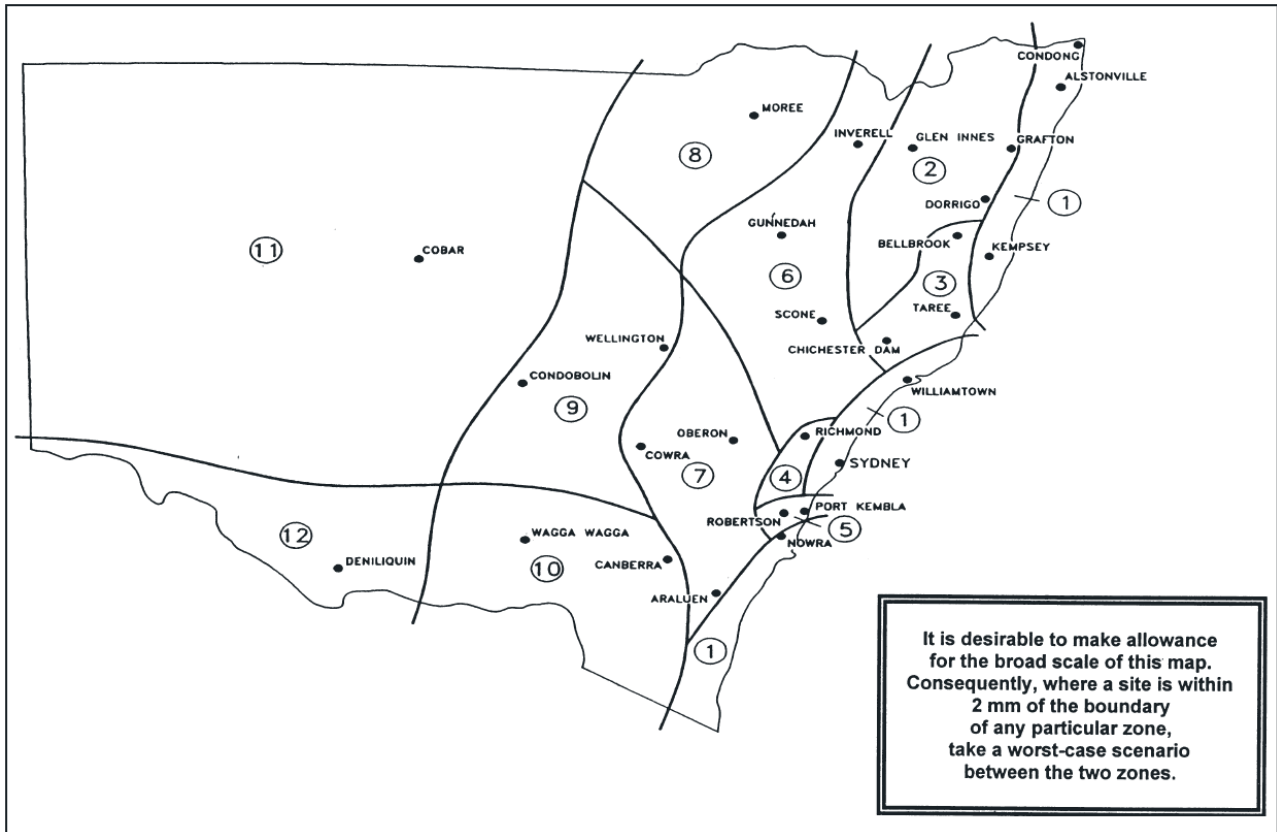 CONDONG
ALSTONVILLE
MOREE
INVERELL
GLEN INNES
GRAFTON
8
2
DORRIGO
1
GUNNEDAH
BELLBROOK
KEMPSEY
11
COBAR
6
3
SCONE
TAREE
WELLINGTON
CHICHESTER DAM
CONDOBOLIN
WILLIAMTOWN
9
1
OBERON
RICHMOND
COWRA
SYDNEY
7
4
PORT KEMBLA
ROBERTSON
5
12
WAGGA WAGGA
NOWRA
DENILIQUIN
10
CANBERRA
ARALUEN
1
It is desirable to make allowance
for the broad scale of this map.
Consequently, where a site is within
2 mm of the boundary
of any particular zone,
take a worst-case scenario
between the two zones.